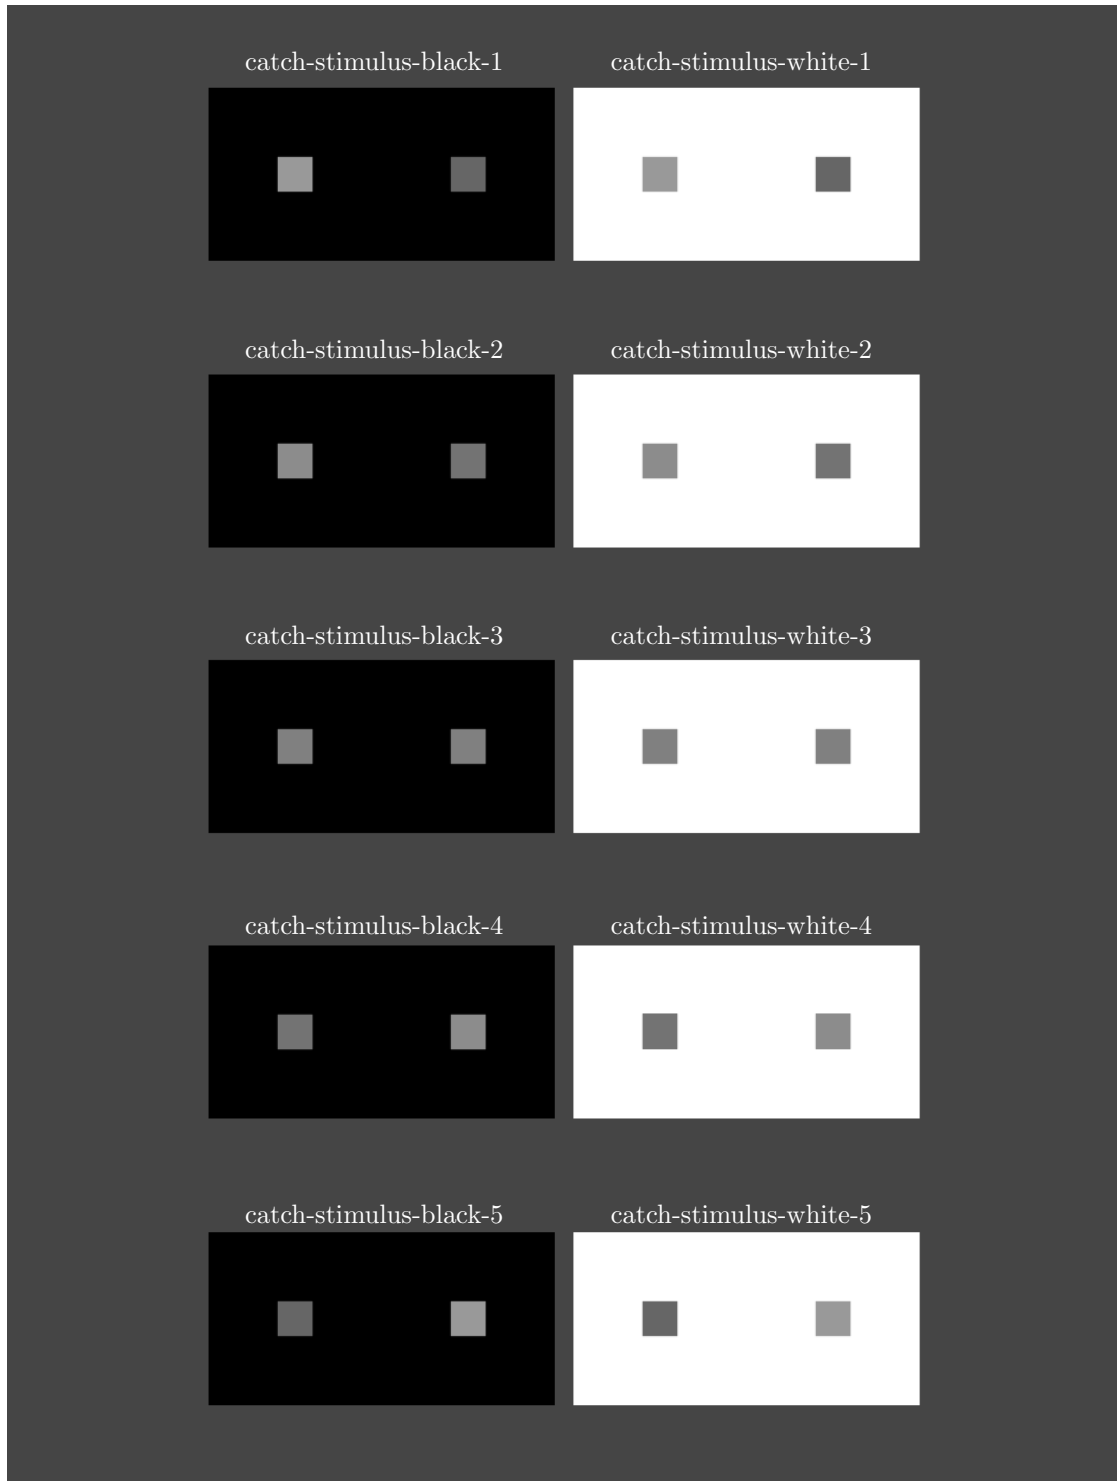 catch-stimulus-black-1
catch-stimulus-white-1
catch-stimulus-black-2
catch-stimulus-white-2
catch-stimulus-black-3
catch-stimulus-white-3
catch-stimulus-black-4
catch-stimulus-white-4
catch-stimulus-black-5
catch-stimulus-white-5